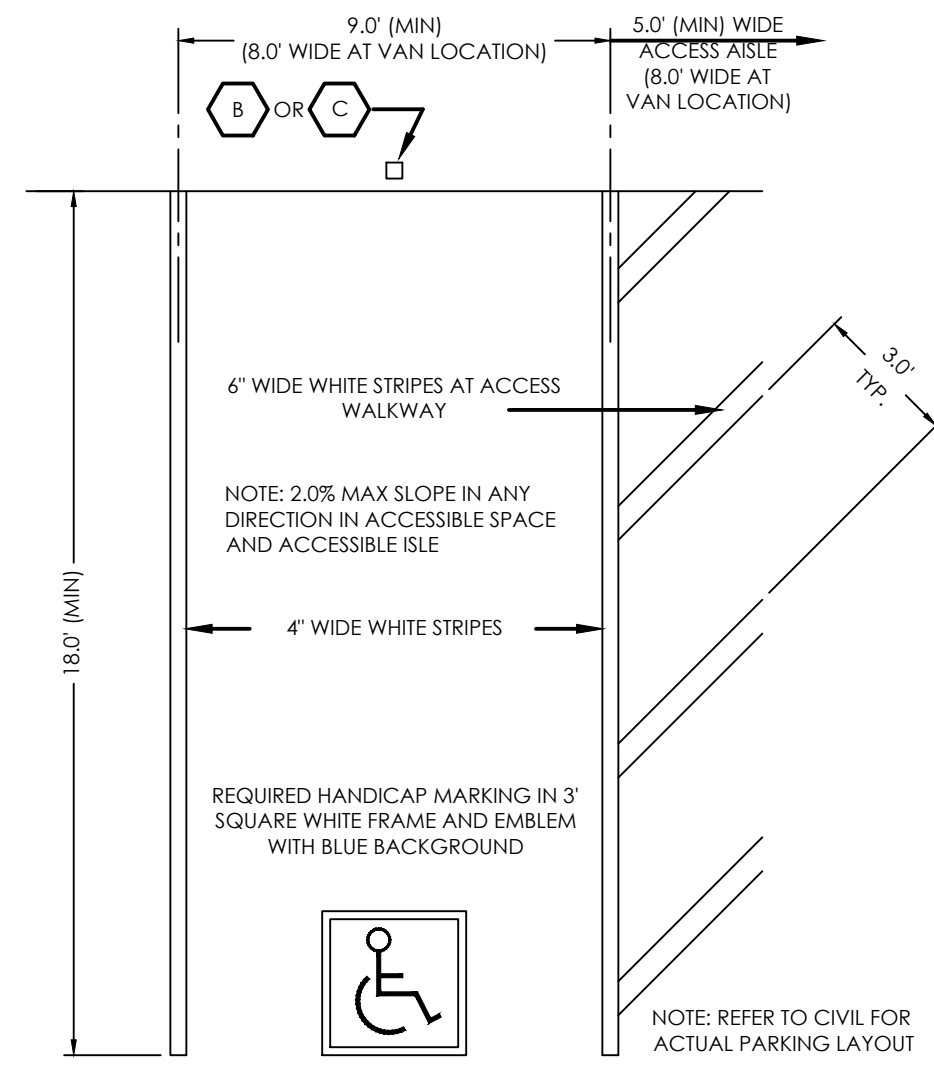 9.0' (MIN)
(8.0' WIDE AT VAN LOCATION)
5.0' (MIN) WIDE
ACCESS AISLE
(8.0' WIDE AT
VAN LOCATION)
B OR C
3.0'
TYP.
6" WIDE WHITE STRIPES AT ACCESS
WALKWAY
NOTE: 2.0% MAX SLOPE IN ANY
DIRECTION IN ACCESSIBLE SPACE
AND ACCESSIBLE ISLE
18.0' (MIN)
4" WIDE WHITE STRIPES
REQUIRED HANDICAP MARKING IN 3'
SQUARE WHITE FRAME AND EMBLEM
WITH BLUE BACKGROUND
NOTE: REFER TO CIVIL FOR
ACTUAL PARKING LAYOUT